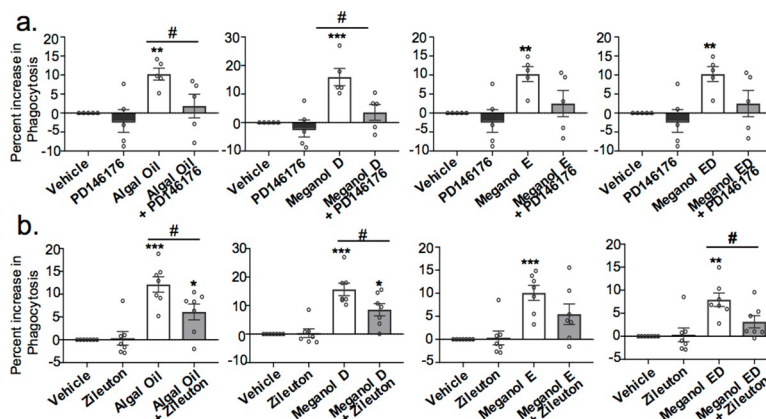 a.
Percent increase in
Phagocytosis
20
15
10
5
0
-5
-10
**
#
Vehicle
PD146176
Algal Oil
Algal Oil
+ PD146176
30
20
10
0
-10
***
#
Vehicle
PD146176
Meganol D
Meganol D
+ PD146176
20
15
10
5
0
-5
-10
**
Vehicle
PD146176
Meganol E
Meganol E
+ PD146176
20
15
10
5
0
-5
-10
**
Vehicle
PD146176
Meganol ED
Meganol ED
+ PD146176
b.
Percent increase in
Phagocytosis
20
15
10
5
0
-5
***
*
#
Vehicle
Zileuton
Algal Oil
Algal Oil
+ Zileuton
30
20
10
0
-10
***
*
#
Vehicle
Zileuton
Meganol D
Meganol D
+ Zileuton
20
15
10
5
0
-5
***
Vehicle
Zileuton
Meganol E
Meganol E
+ Zileuton
20
15
10
5
0
-5
**
#
Vehicle
Zileuton
Meganol ED
Meganol ED
+ Zileuton